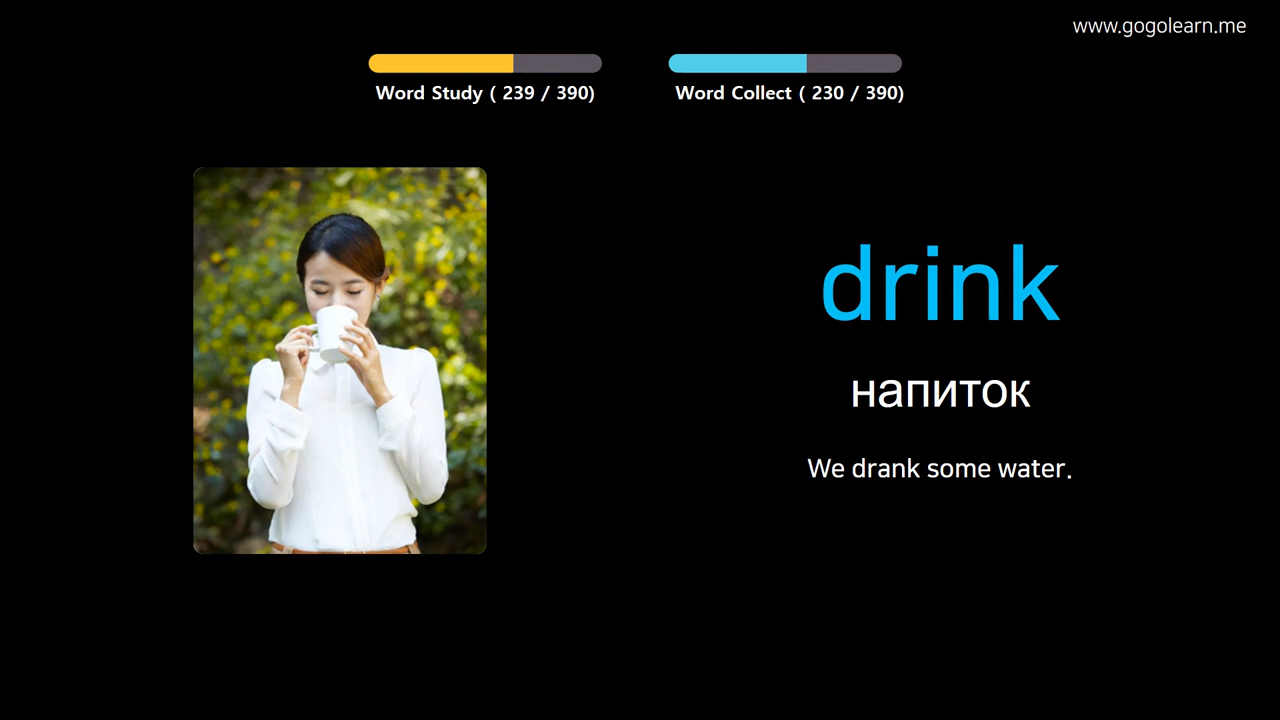 www.gogolearn.me
Word Study ( 239 / 390)
Word Collect ( 230 / 390)
drink
напиток
We drank some water.